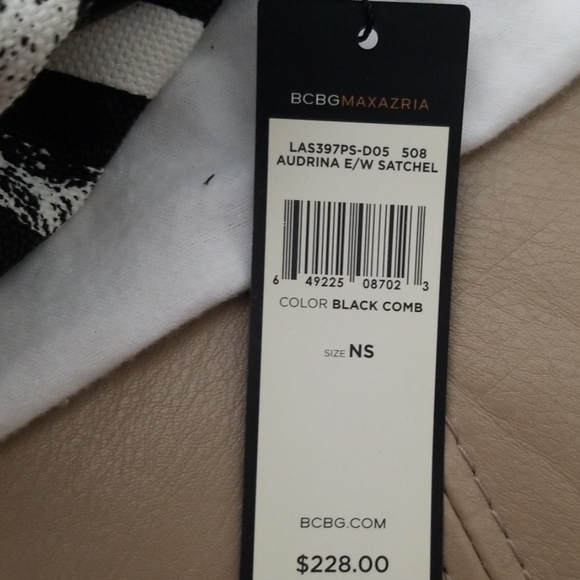 BCBGMAXAZRIA
LAS397PS-D05 508
AUDRINA E/W SATCHEL
6 49225 08702 3
COLOR BLACK COMB
SIZE NS
BCBG.COM
$228.00